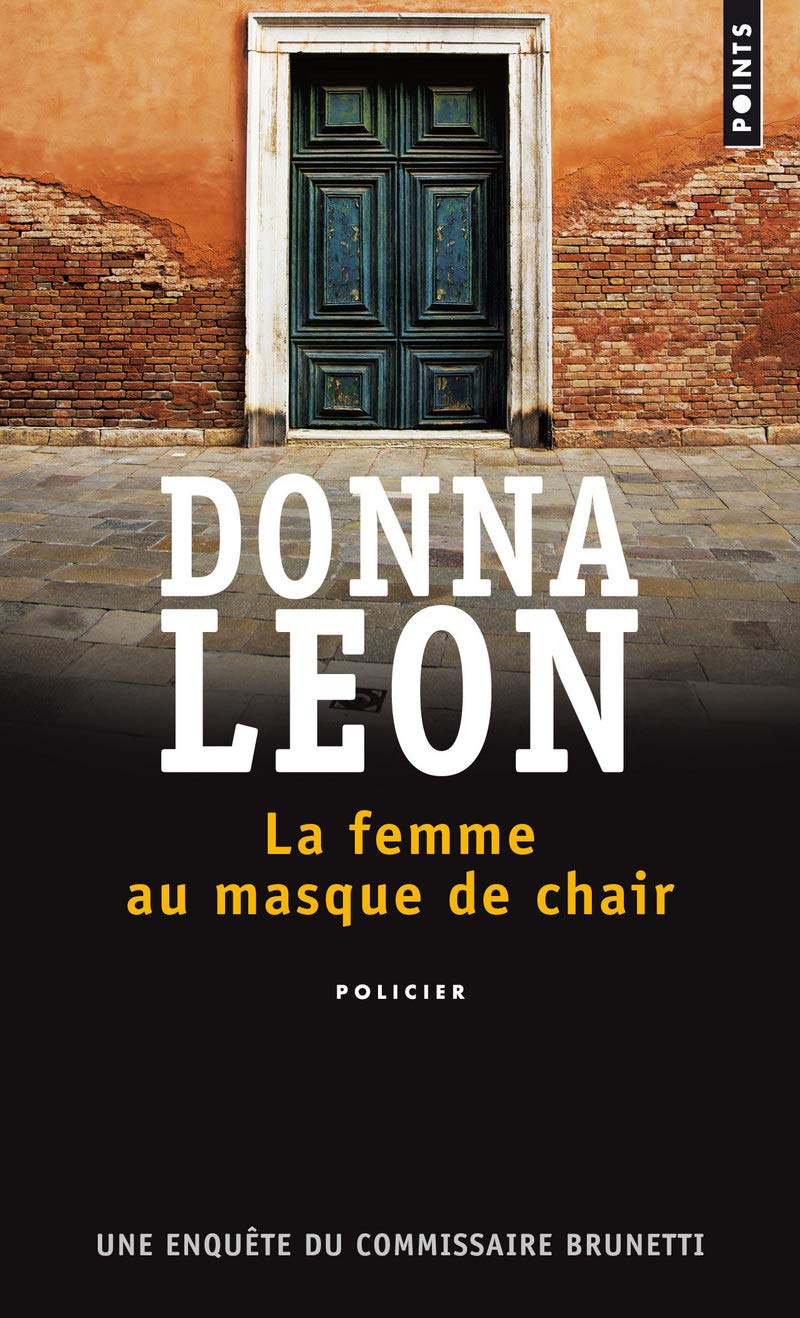 POINTS
DONNA
LEON
La femme
au masque de chair
POLICIER
UNE ENQUÊTE DU COMMISSAIRE BRUNETTI